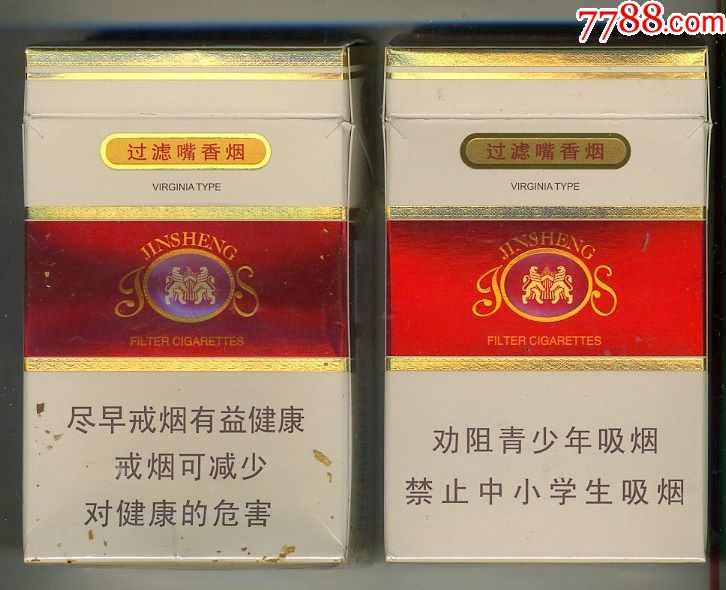 7788.com
过滤嘴香烟
VIRGINIA TYPE
JINSHENG
JS
FILTER CIGARETTES
尽早戒烟有益健康
戒烟可减少
对健康的危害
过滤嘴香烟
VIRGINIA TYPE
JINSHENG
JS
FILTER CIGARETTES
劝阻青少年吸烟
禁止中小学生吸烟